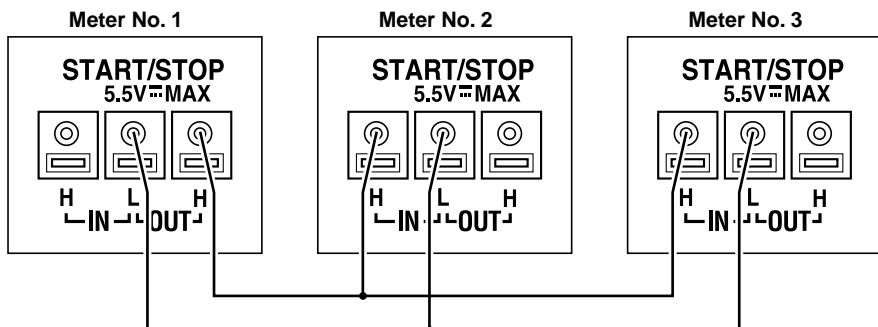 Meter No. 1
START/STOP
5.5V⎓MAX
H L H
IN OUT
Meter No. 2
START/STOP
5.5V⎓MAX
H L H
IN OUT
Meter No. 3
START/STOP
5.5V⎓MAX
H L H
IN OUT